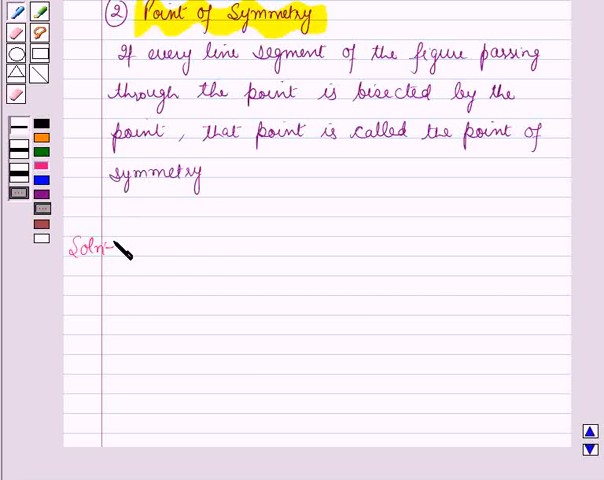 ② Point of Symmetry
If every line segment of the figure passing
through the point is bisected by the
point, that point is called the point of
symmetry
Soln-